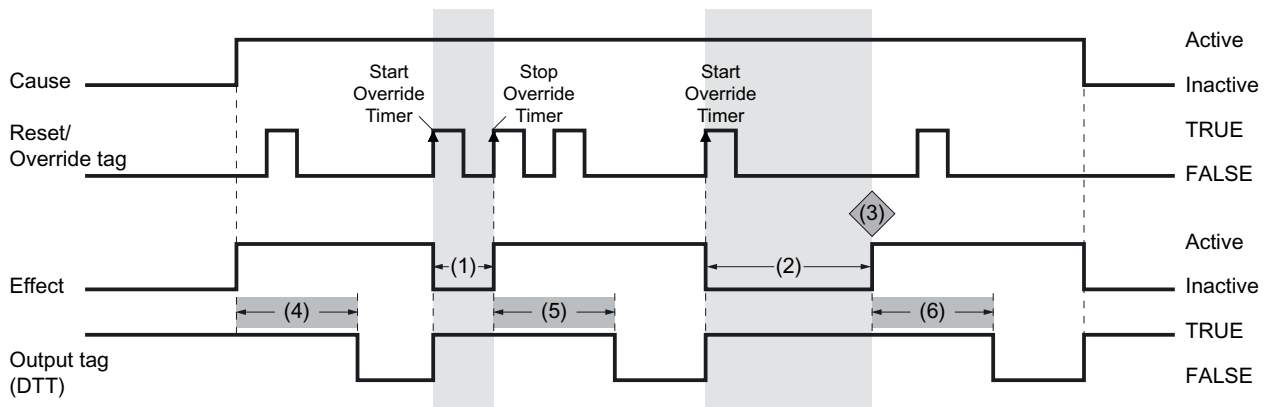 Active
Cause
Inactive
Start
Override
Timer
Stop
Override
Timer
Start
Override
Timer
Reset/
Override tag
TRUE
FALSE
(3)
Active
(1)
(2)
Effect
Inactive
(4)
(5)
(6)
TRUE
Output tag
(DTT)
FALSE